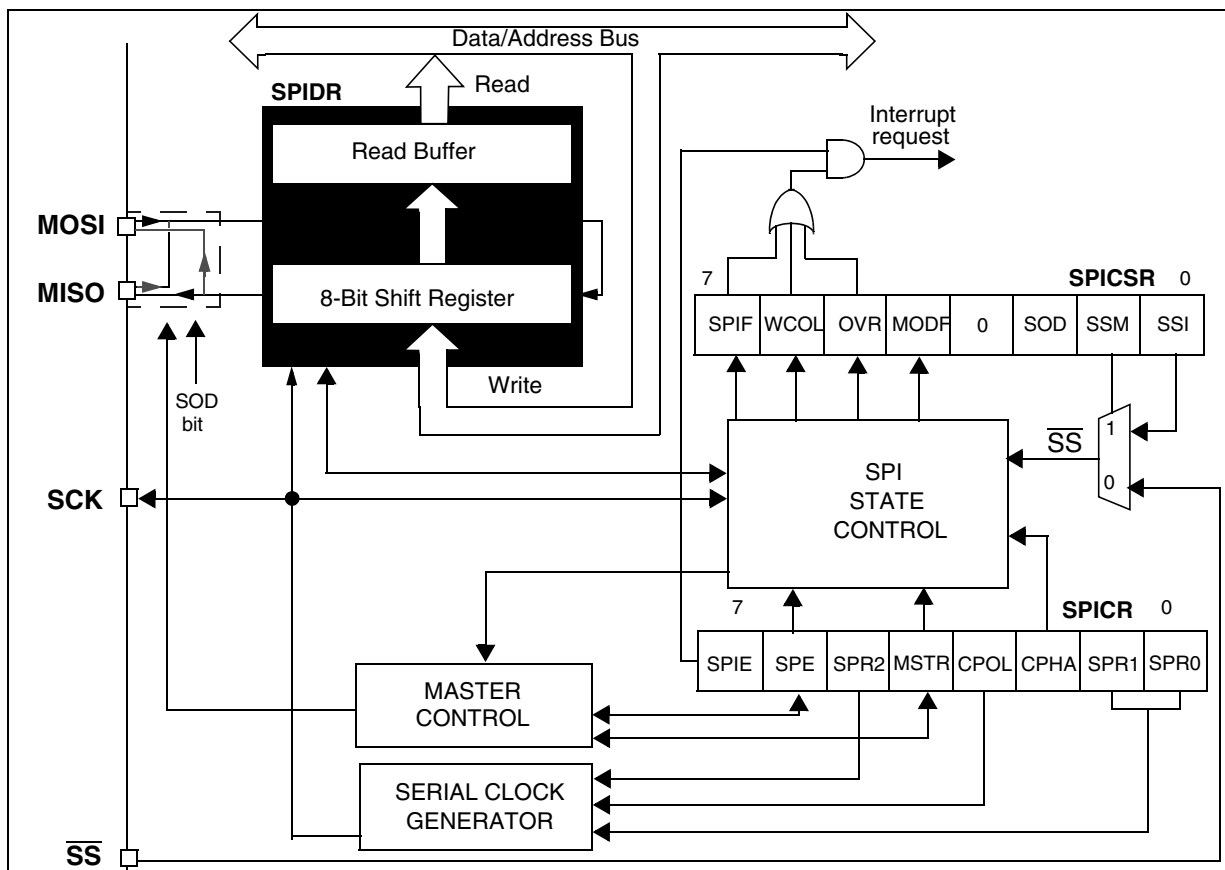 Data/Address Bus
SPIDR
Read
Interrupt
request
Read Buffer
MOSI
MISO
8-Bit Shift Register
7
SPICSR
0
SPIF WCOL OVR MODF 0 SOD SSM SSI
Write
SOD
bit
1
SS
0
SCK
SPI
STATE
CONTROL
7
SPICR
0
SPIE SPE SPR2 MSTR CPOL CPHA SPR1 SPR0
MASTER
CONTROL
SERIAL CLOCK
GENERATOR
SS